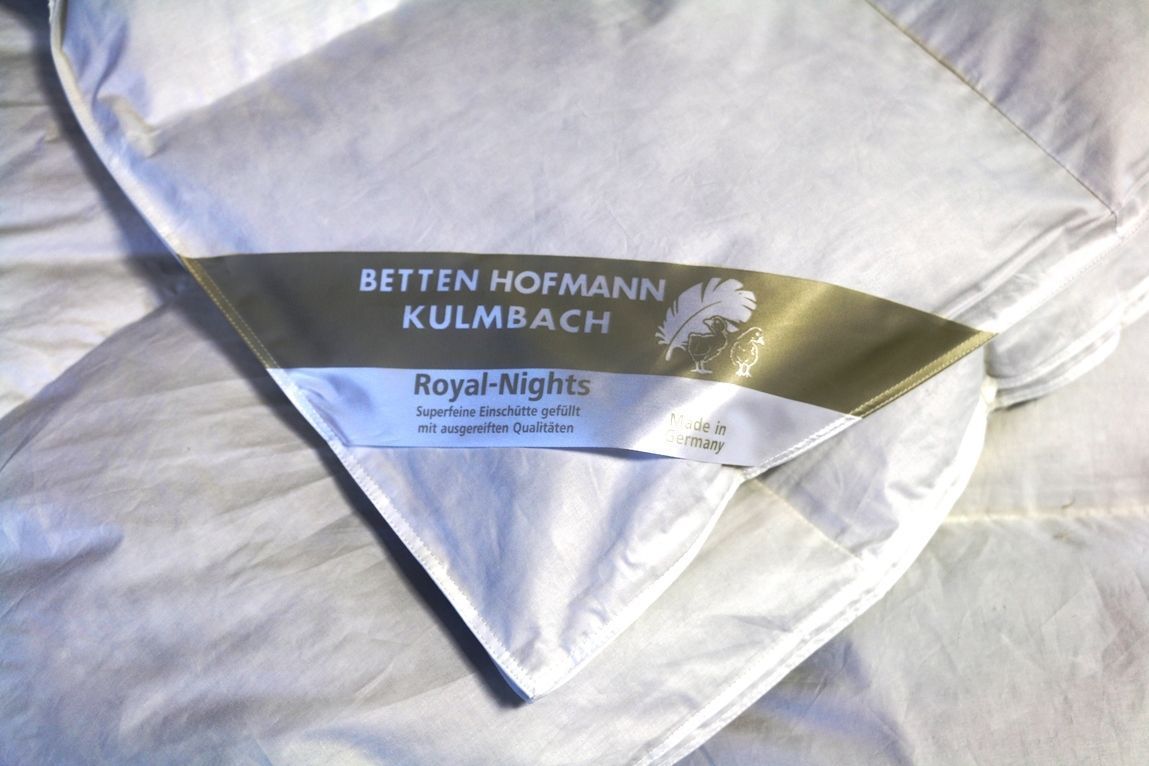 BETTEN HOFMANN
KULMBACH
Royal-Nights
Superfeine Einschütte gefüllt
mit ausgereiften Qualitäten
Made in
Germany